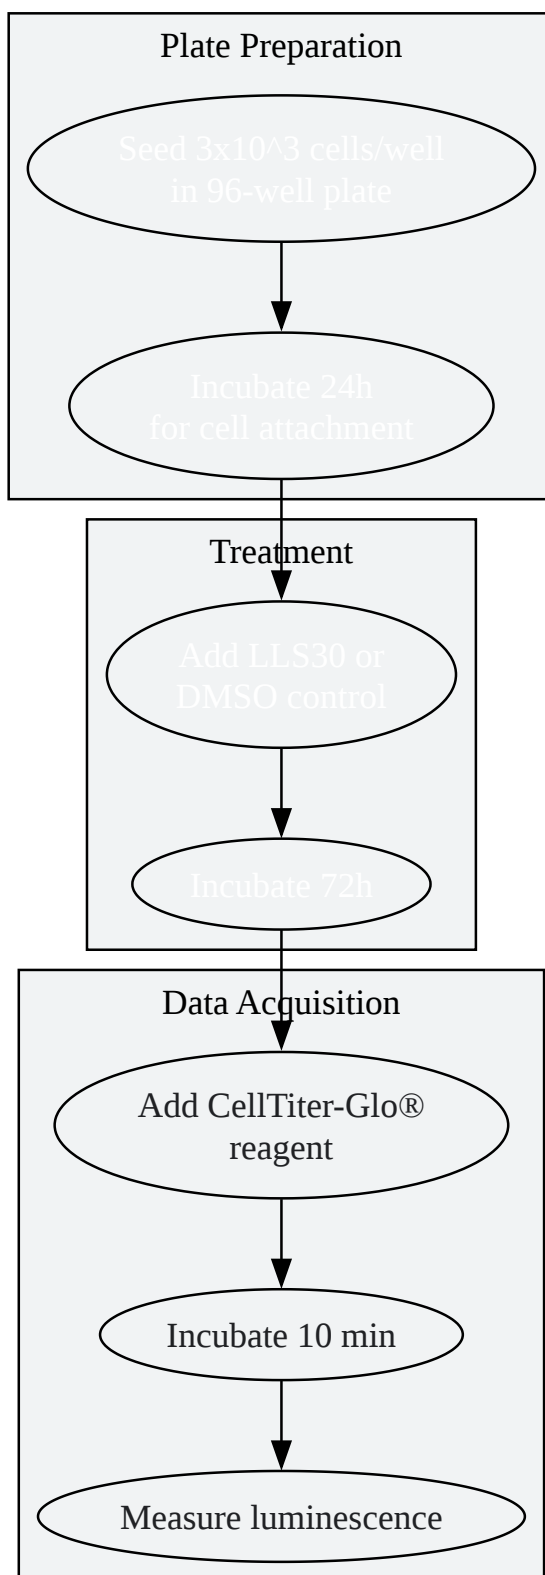 Plate Preparation
Seed 3x10^3 cells/well
in 96-well plate
Incubate 24h
for cell attachment
Treatment
Add LLS30 or
DMSO control
Incubate 72h
Data Acquisition
Add CellTiter-Glo®
reagent
Incubate 10 min
Measure luminescence